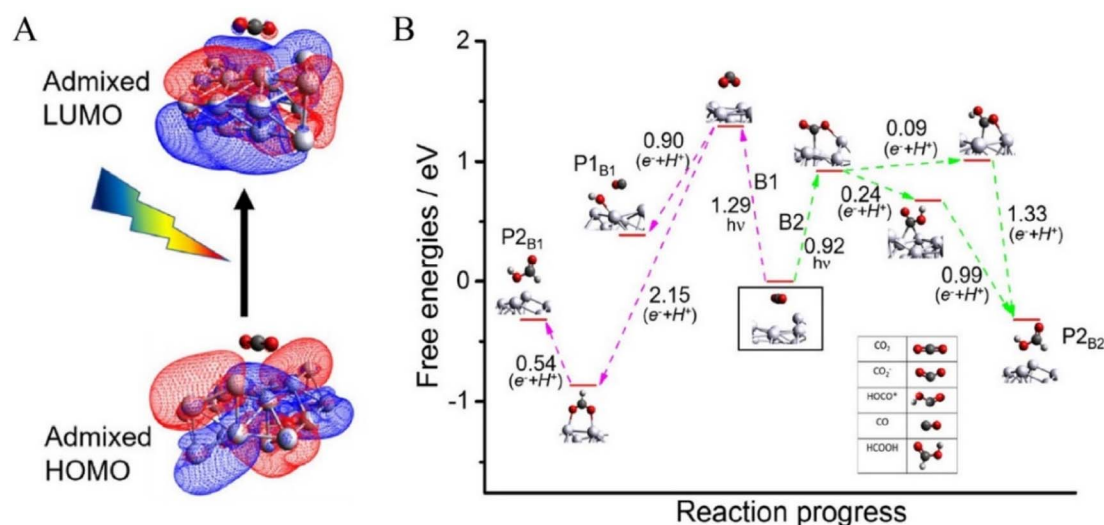 A
Admixed
LUMO
Admixed
HOMO
B
Free energies / eV
2
1
0
-1
Reaction progress
P1B1
0.90
(e-+H+)
B1
1.29
hν
B2
0.92
hν
0.09
(e-+H+)
0.24
(e-+H+)
1.33
(e-+H+)
0.99
(e-+H+)
P2B1
2.15
(e-+H+)
0.54
(e-+H+)
P2B2
CO2
CO2-
HOCO*
CO
HCOOH